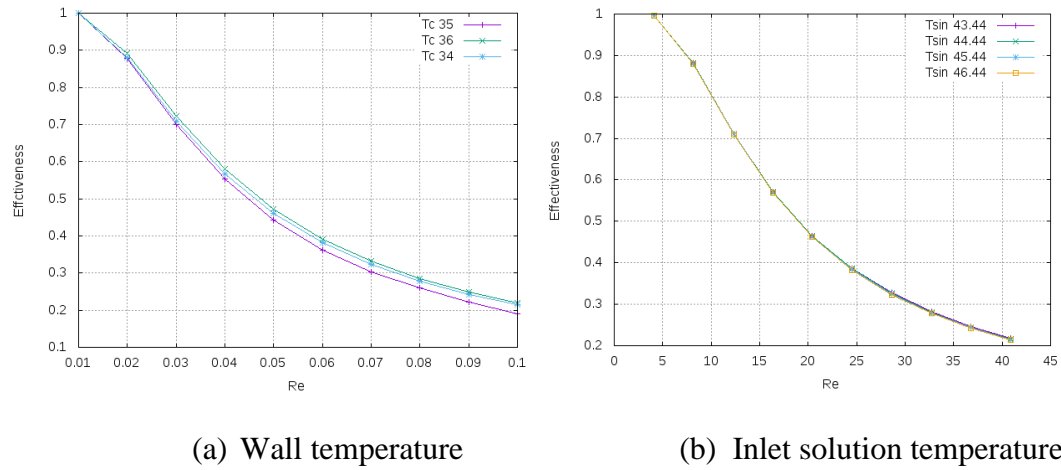 Tc 35
Tc 36
Tc 34
1
0.9
0.8
0.7
0.6
0.5
0.4
0.3
0.2
0.1
Effctiveness
0.01 0.02 0.03 0.04 0.05 0.06 0.07 0.08 0.09 0.1
Re
Tsin 43.44
Tsin 44.44
Tsin 45.44
Tsin 46.44
1
0.9
0.8
0.7
0.6
0.5
0.4
0.3
0.2
Effectiveness
0 5 10 15 20 25 30 35 40 45
Re
(a) Wall temperature
(b) Inlet solution temperature